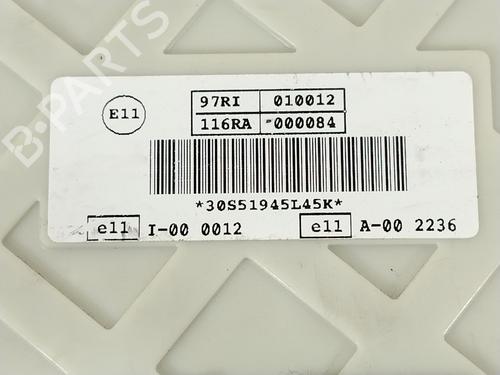 B-PARTS
E11
97RI 010012
116RA -000084
*30S51945L45K*
e11 I-00 0012 e11 A-00 2236